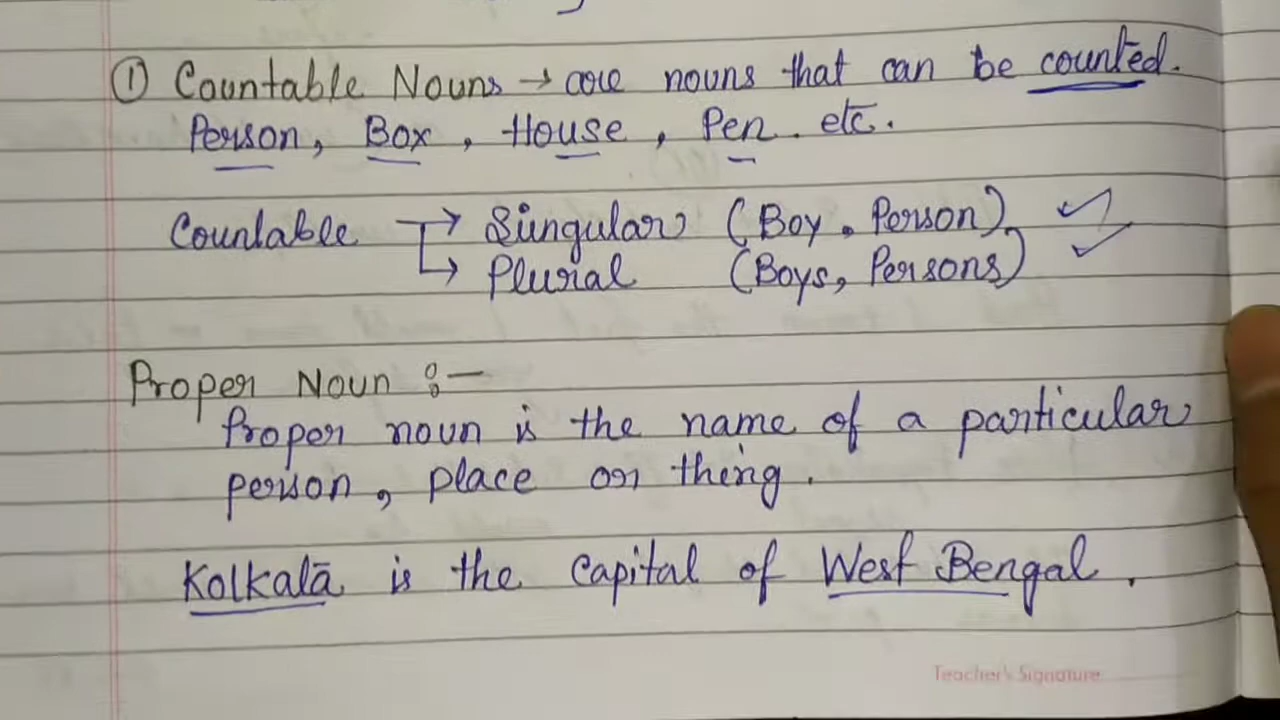 ① Countable Nouns → are nouns that can be counted.
Person, Box, House, Pen. etc.
Countable → Singular (Boy, Person)
→ Plural (Boys, Persons)
Proper Noun :-
Proper noun is the name of a particular
person, place or thing.
Kolkata is the capital of West Bengal.
Teacher's Signature